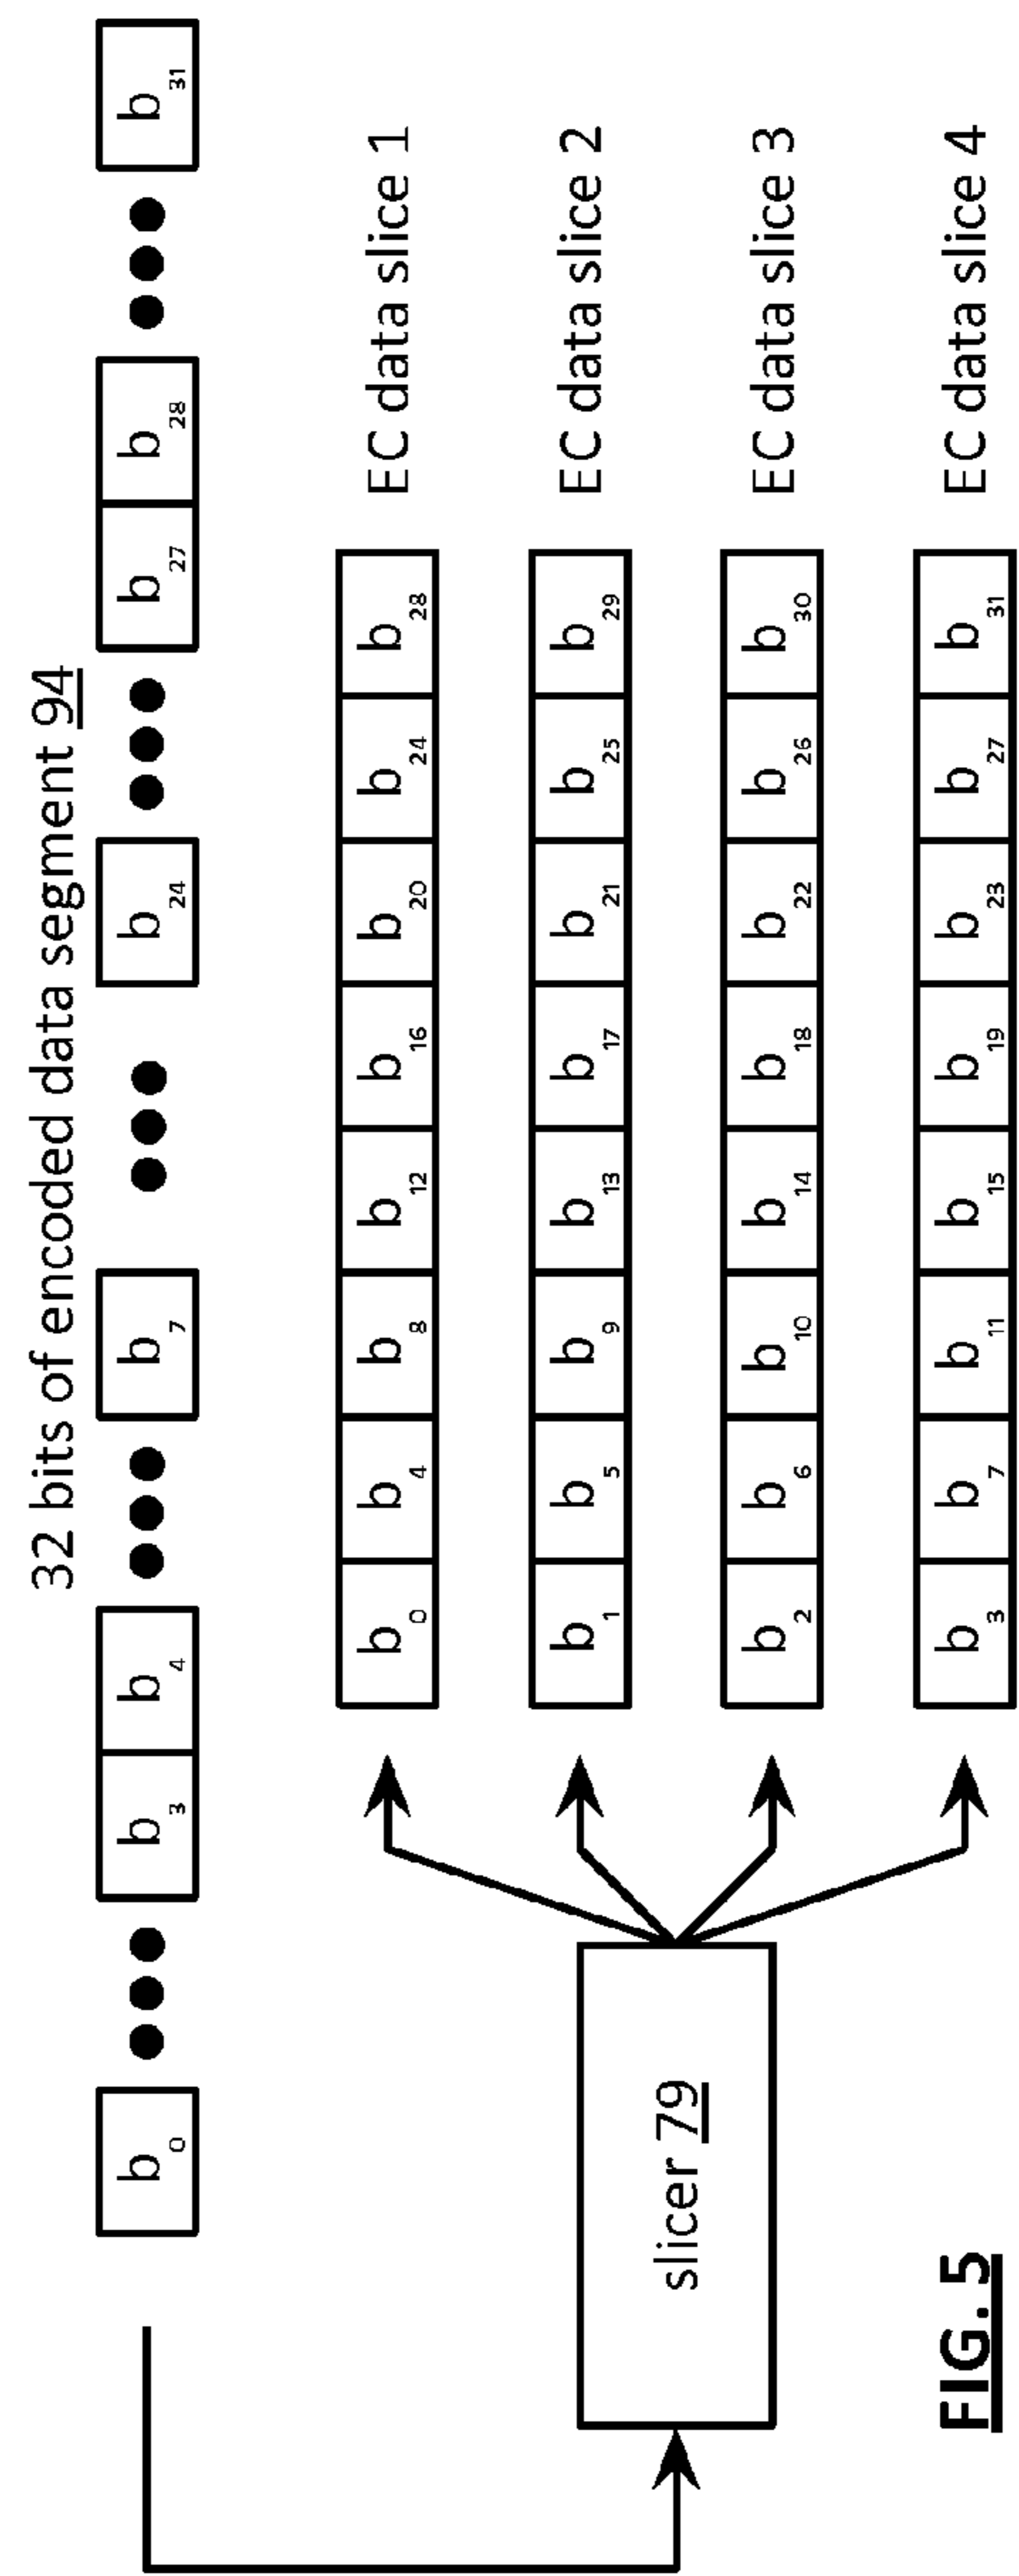 32 bits of encoded data segment 94
b0 ••• b3 b4 ••• b7 ••• b24 ••• b27 b28 ••• b31
b0 b4 b8 b12 b16 b20 b24 b28 EC data slice 1
b1 b5 b9 b13 b17 b21 b25 b29 EC data slice 2
slicer 79
b2 b6 b10 b14 b18 b22 b26 b30 EC data slice 3
b3 b7 b11 b15 b19 b23 b27 b31 EC data slice 4
FIG. 5